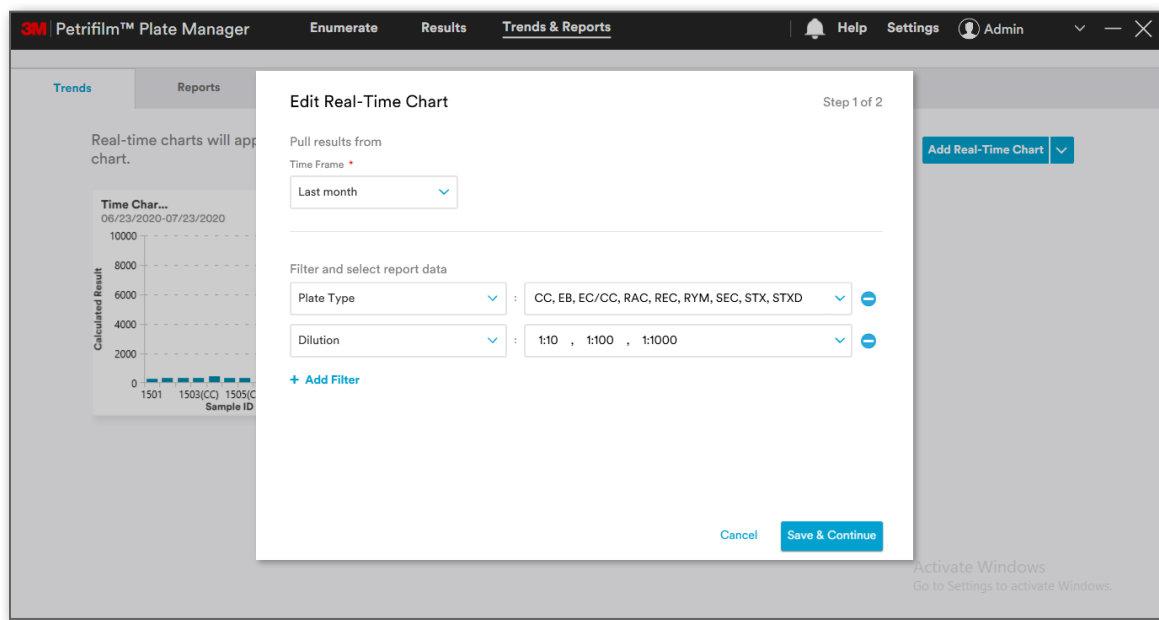 3M Petrifilm™ Plate Manager Enumerate Results Trends & Reports Help Settings Admin
Trends Reports
Edit Real-Time Chart Step 1 of 2
Real-time charts will app
chart.
Add Real-Time Chart
Pull results from
Time Frame *
Last month
Time Char...
06/23/2020-07/23/2020
10000
8000
6000
4000
2000
0
Calculated Result
1501 1503(CC) 1505(C
Sample ID
Filter and select report data
Plate Type : CC, EB, EC/CC, RAC, REC, RYM, SEC, STX, STXD
Dilution : 1:10 , 1:100 , 1:1000
+ Add Filter
Cancel Save & Continue
Activate Windows
Go to Settings to activate Windows.